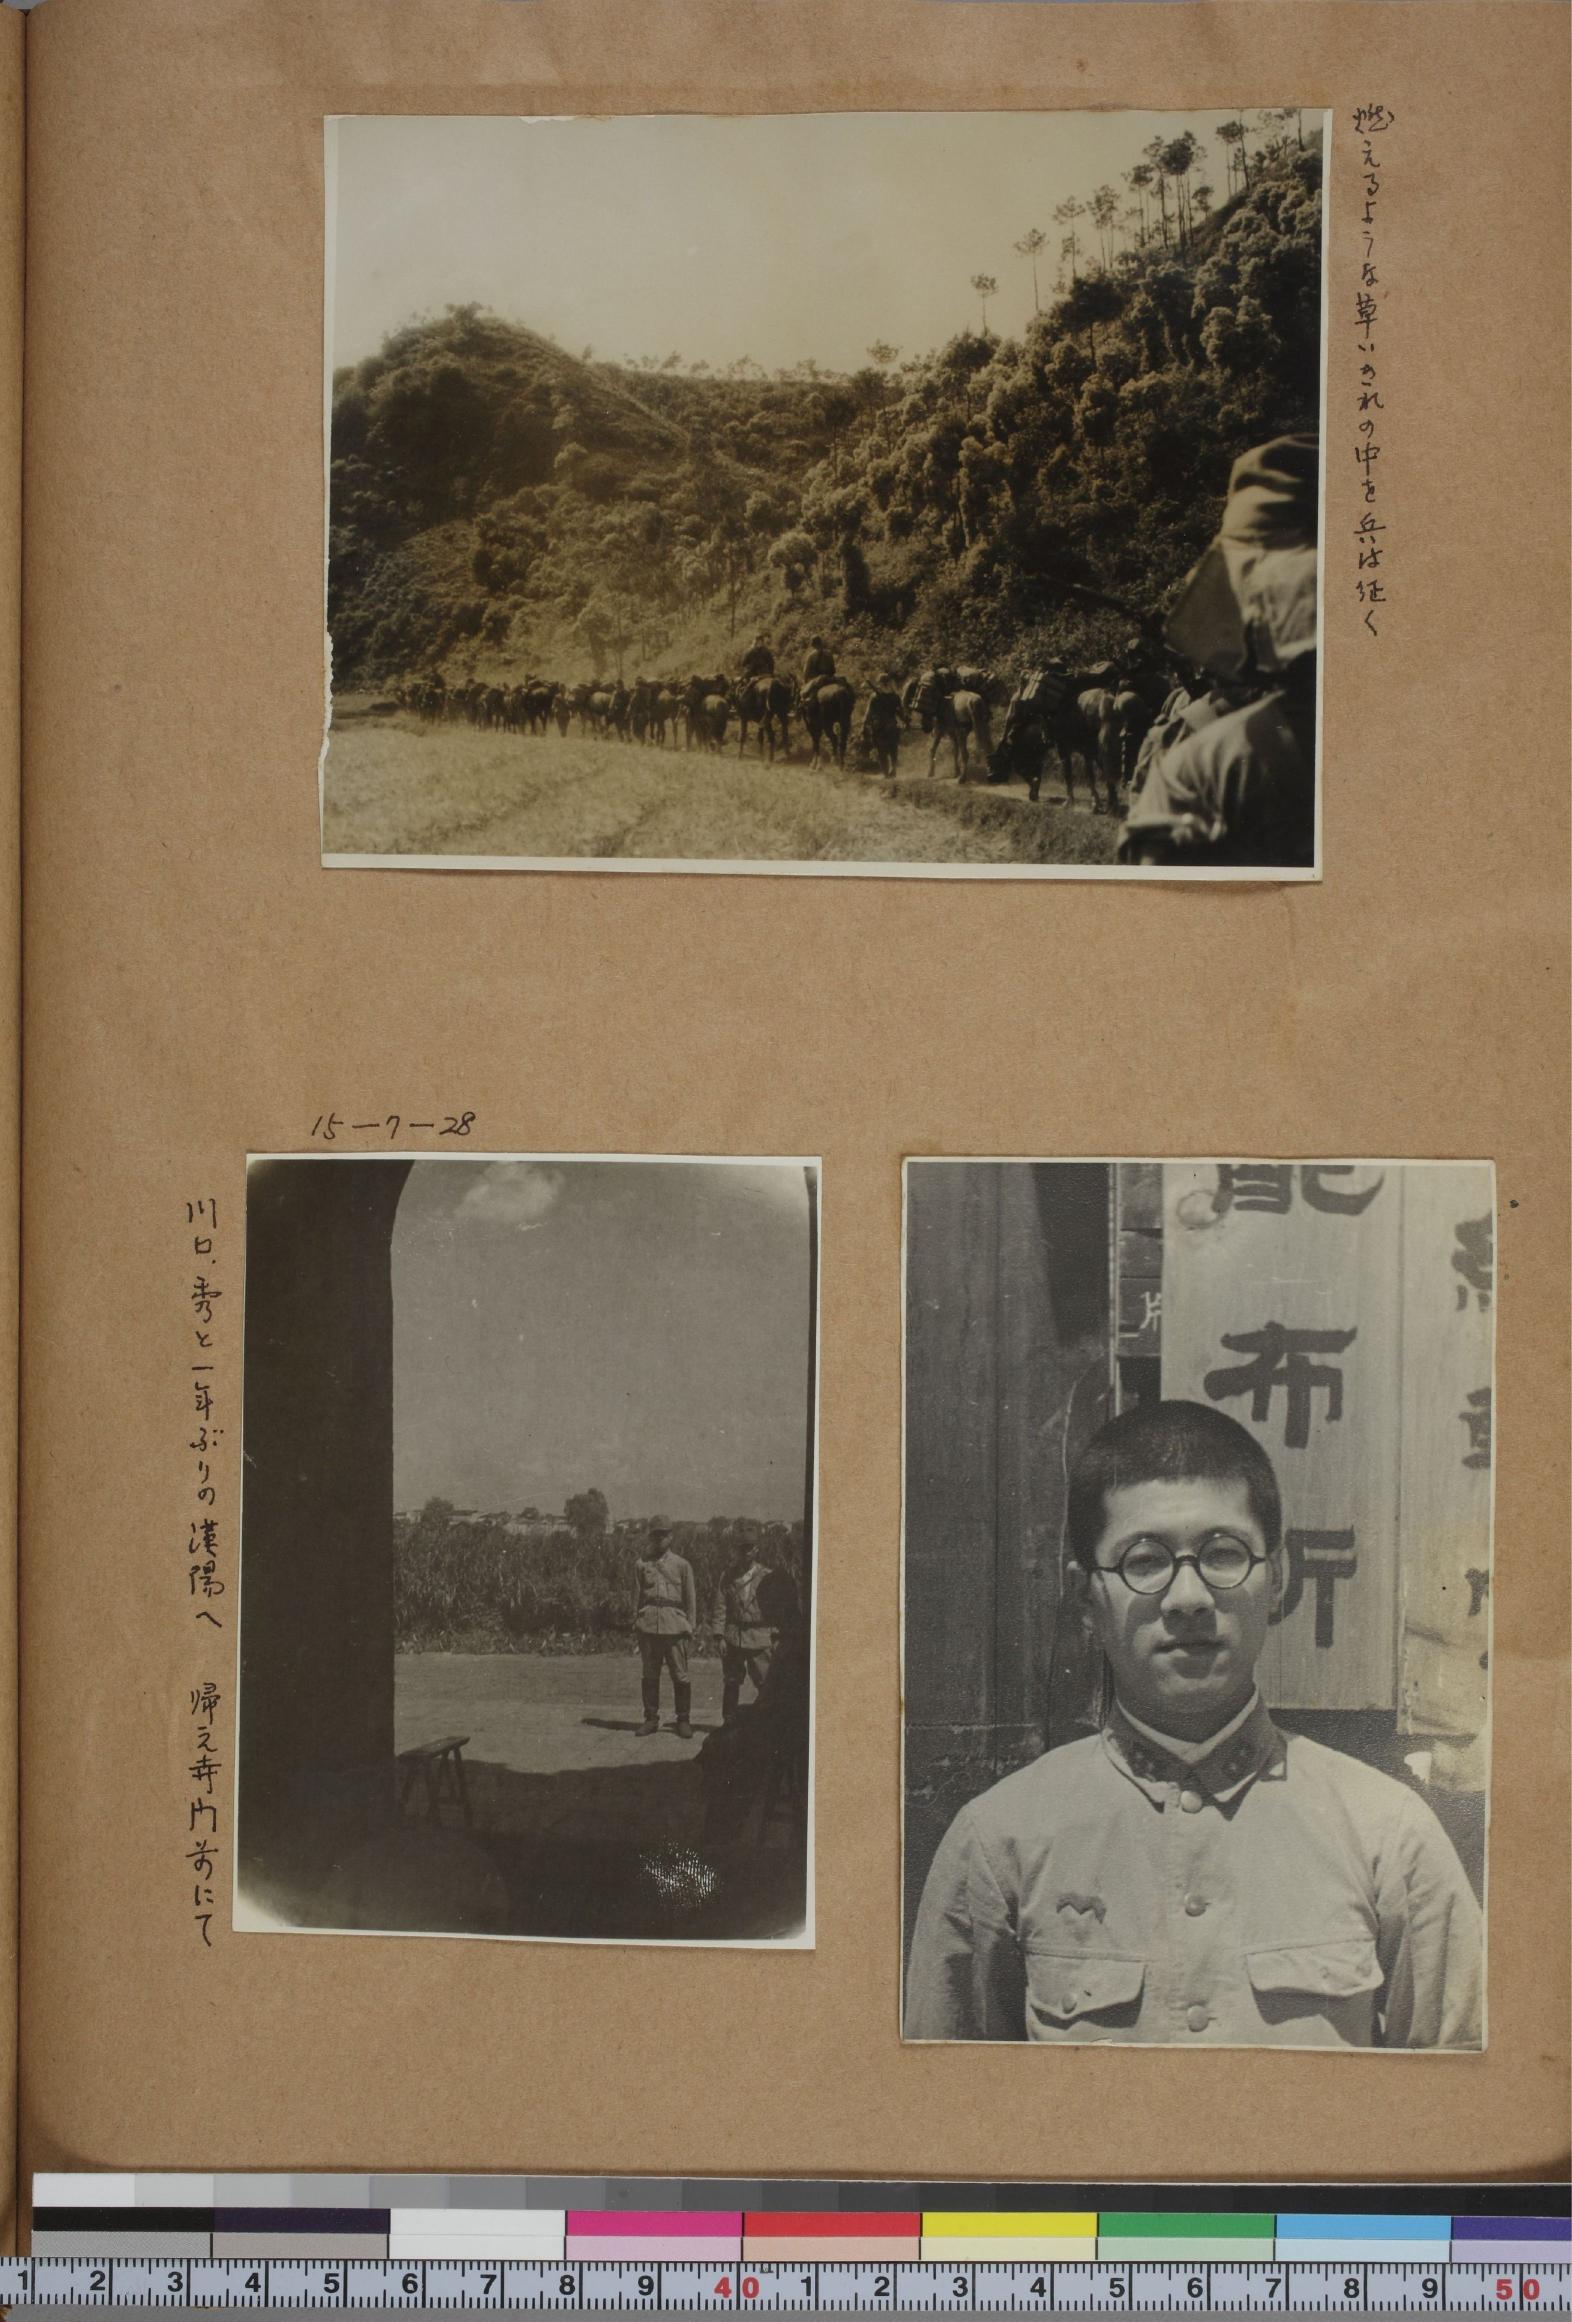 燃えるような草いきれの中を兵は征く
15-7-28
川口、秀と一年ぶりの漢陽へ　帰元寺門前にて
配
布
所
片
1 2 3 4 5 6 7 8 9 40 1 2 3 4 5 6 7 8 9 50